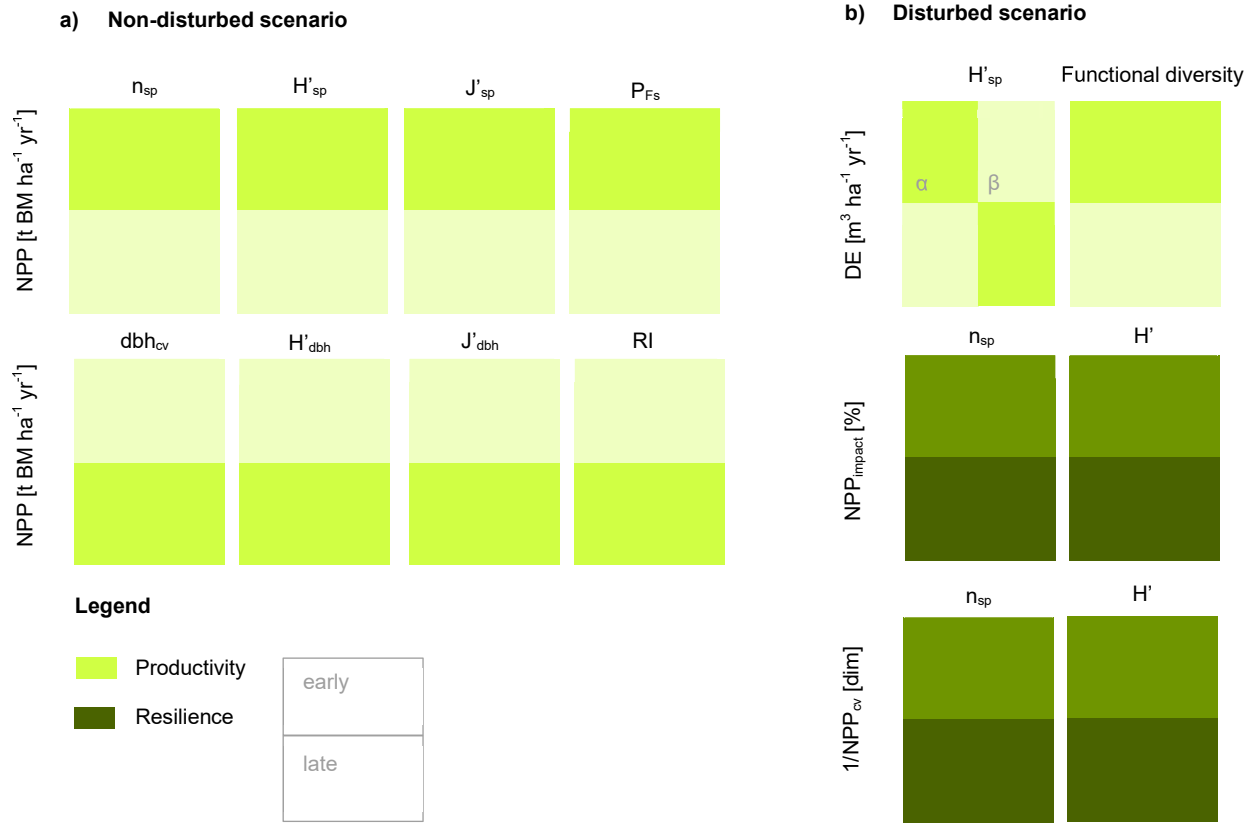 a) Non-disturbed scenario
n_sp H'_sp J'_sp P_Fs
NPP [t BM ha⁻¹ yr⁻¹]
dbh_cv H'_dbh J'_dbh RI
NPP [t BM ha⁻¹ yr⁻¹]
Legend
Productivity
Resilience
early
late
b) Disturbed scenario
H'_sp Functional diversity
DE [m³ ha⁻¹ yr⁻¹]
α β
n_sp H'
NPP_impact [%]
n_sp H'
1/NPP_cv [dim]